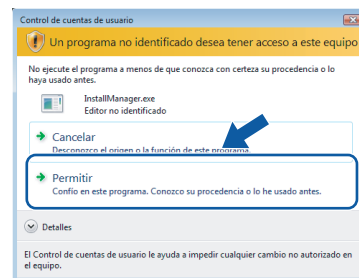 Control de cuentas de usuario
Un programa no identificado desea tener acceso a este equipo
No ejecute el programa a menos de que conozca con certeza su procedencia o lo
haya usado antes.
InstallManager.exe
Editor no identificado
Cancelar
Desconozco el origen o la función de este programa.
Permitir
Confío en este programa. Conozco su procedencia o lo he usado antes.
Detalles
El Control de cuentas de usuario le ayuda a impedir cualquier cambio no autorizado en
el equipo.